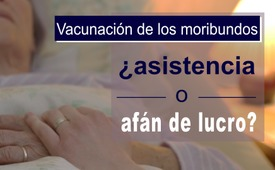 Vacunación de los moribundos
¿asistencia
o
afán de lucro?